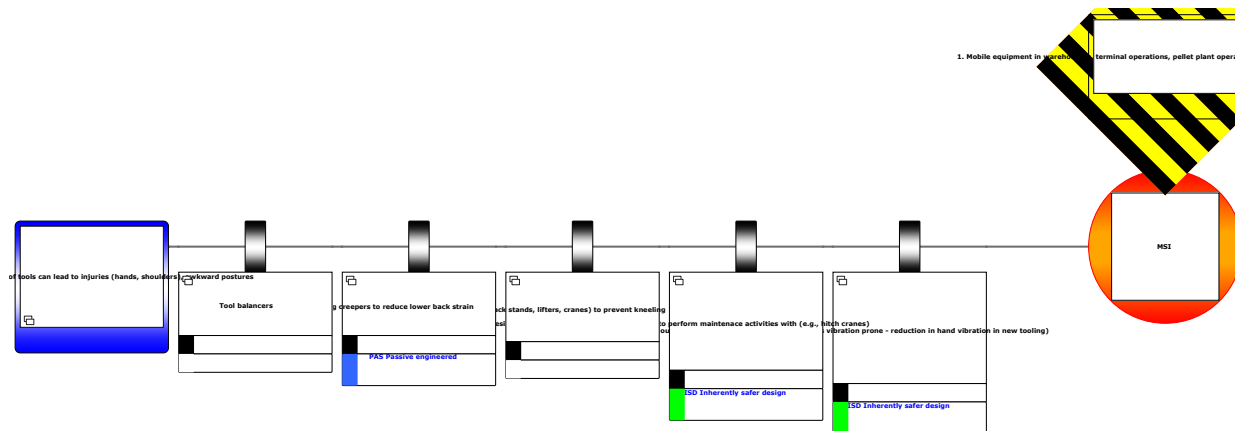 1. Mobile equipment in wareho terminal operations, pellet plant opera
MSI
of tools can lead to injuries (hands, shoulders), awkward postures
Tool balancers
g creepers to reduce lower back strain
PAS Passive engineered
ck stands, lifters, cranes) to prevent kneeling
to perform maintenace activities with (e.g., hitch cranes)
ISD Inherently safer design
vibration prone - reduction in hand vibration in new tooling)
ISD Inherently safer design